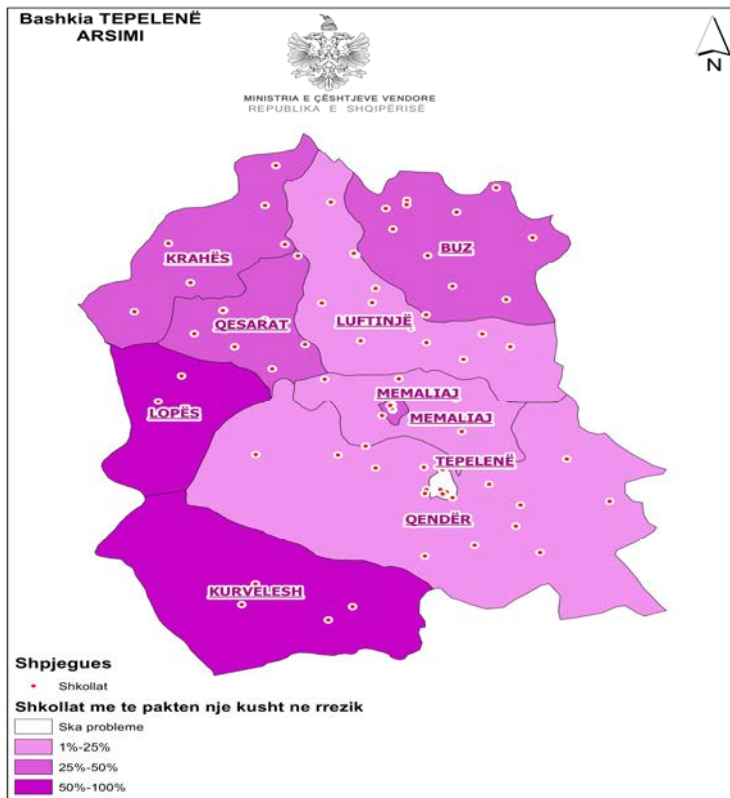 Bashkia TEPELENË
ARSIMI
N
MINISTRIA E ÇËSHTJEVE VENDORE
REPUBLIKA E SHQIPËRISË
KRAHËS
BUZ
QESARAT
LUFTINJË
LOPËS
MEMALIAJ
MEMALIAJ
TEPELENË
QENDËR
KURVELESH
Shpjegues
Shkollat
Shkollat me te pakten nje kusht ne rrezik
Ska probleme
1%-25%
25%-50%
50%-100%